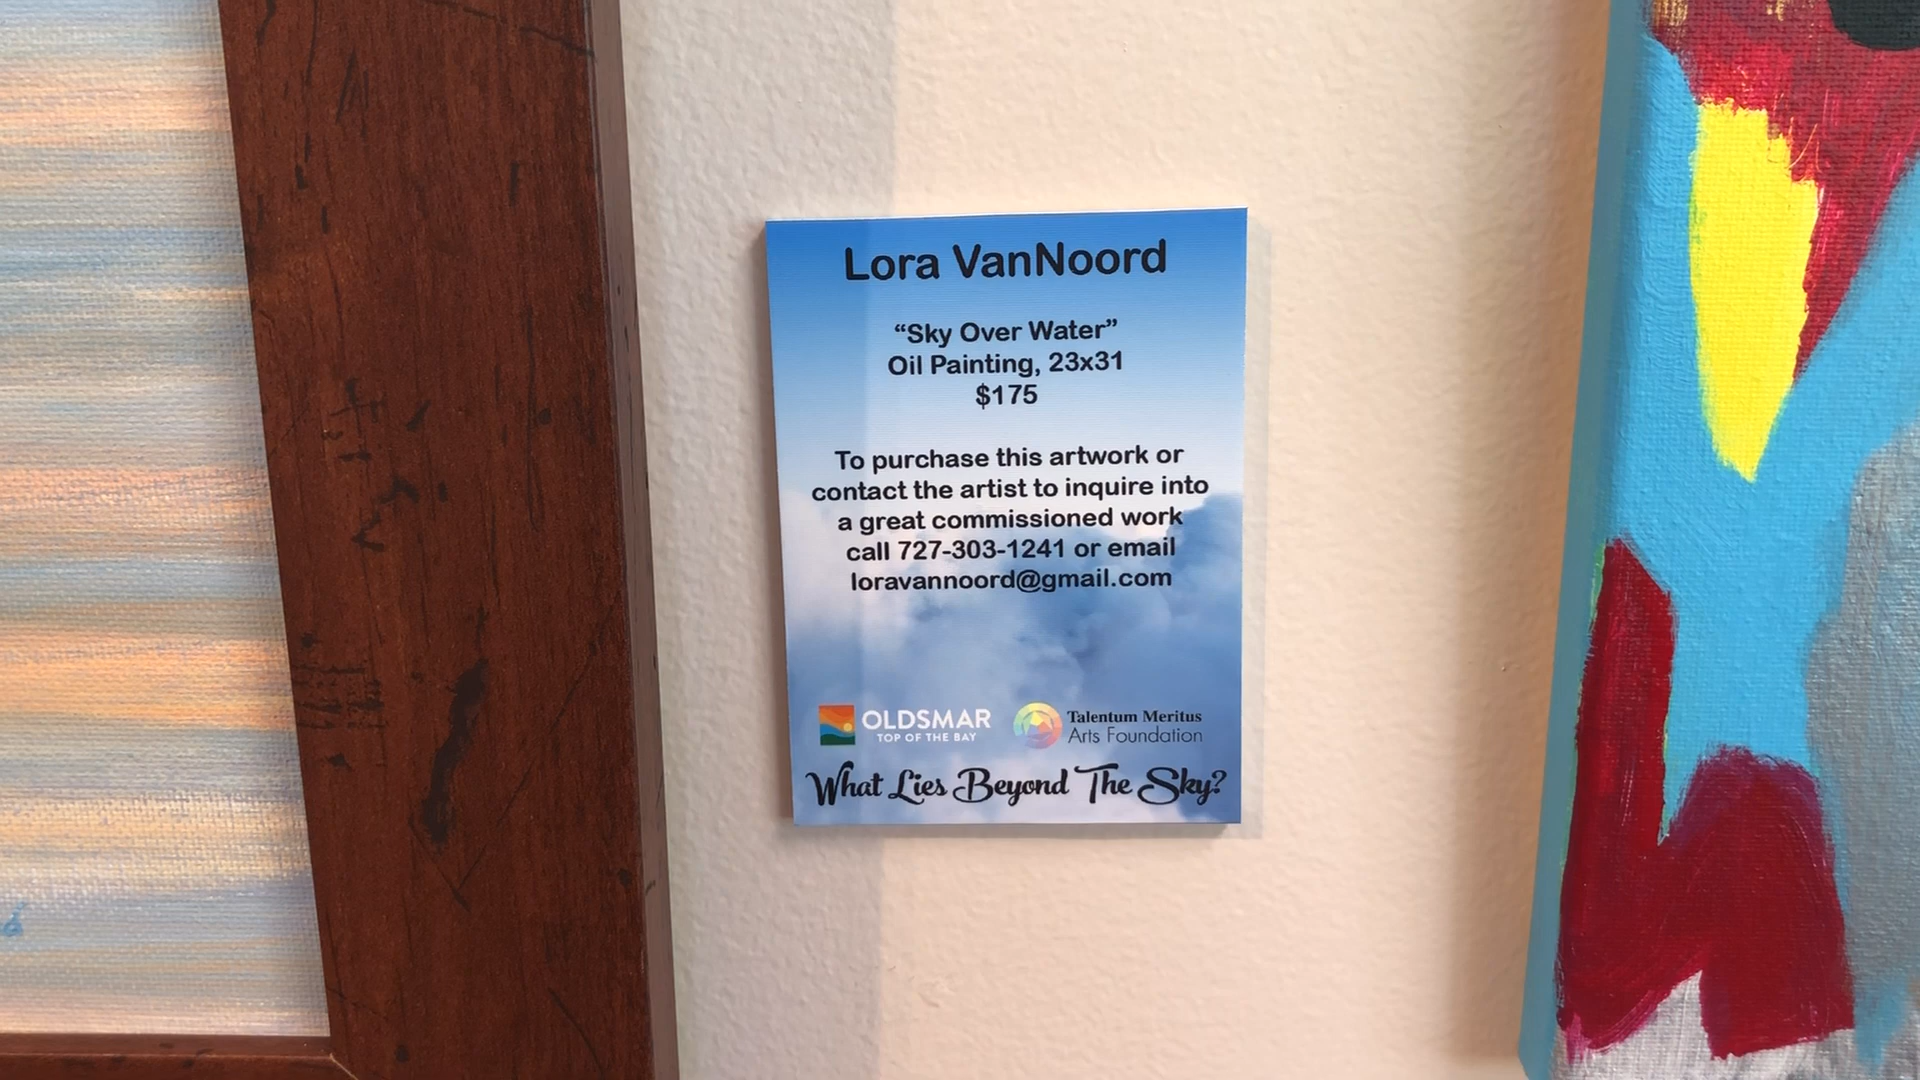 Lora VanNoord
“Sky Over Water”
Oil Painting, 23x31
$175
To purchase this artwork or
contact the artist to inquire into
a great commissioned work
call 727-303-1241 or email
loravannoord@gmail.com
OLDSMAR
TOP OF THE BAY
Talentum Meritus
Arts Foundation
What Lies Beyond The Sky?